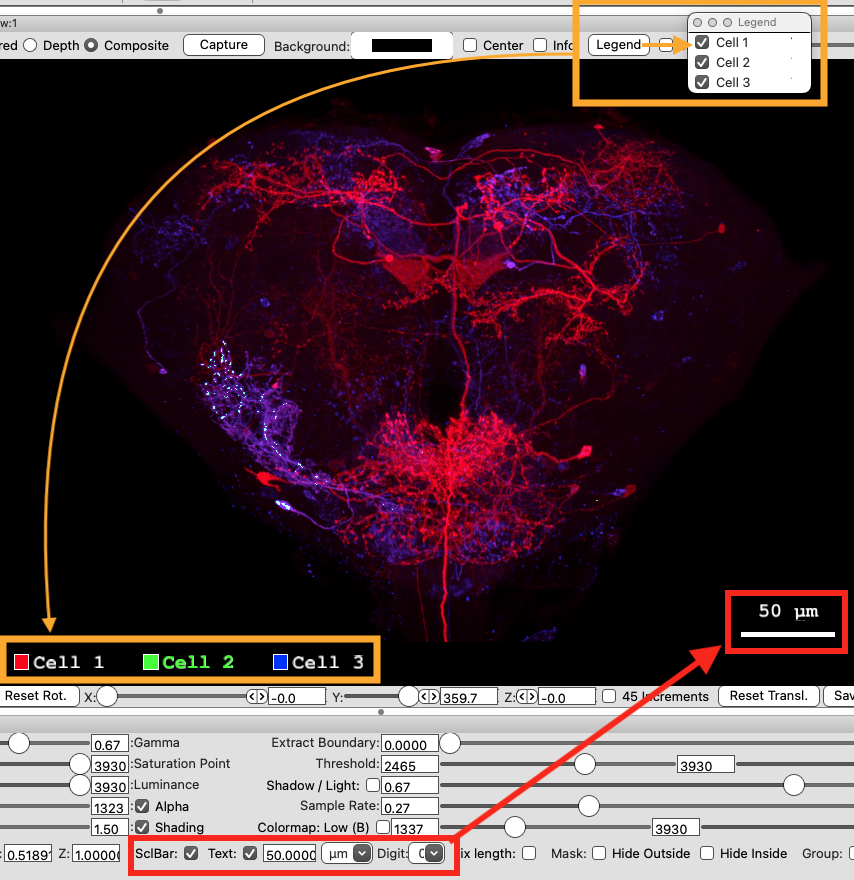 w:1
Legend
red Depth Composite Capture Background: Center Info Legend
Cell 1
Cell 2
Cell 3
50 µm
Cell 1 Cell 2 Cell 3
Reset Rot. X: -0.0 Y: 359.7 Z: -0.0 45 Increments Reset Transl. Sav
0.67 :Gamma Extract Boundary: 0.0000
3930 :Saturation Point Threshold: 2465 3930
3930 :Luminance Shadow / Light: 0.67
1323 : Alpha Sample Rate: 0.27
1.50 : Shading Colormap: Low (B) 1337 3930
: 0.5189 Z: 1.0000 SclBar: Text: 50.0000 µm Digit: 0 ix length: Mask: Hide Outside Hide Inside Group: